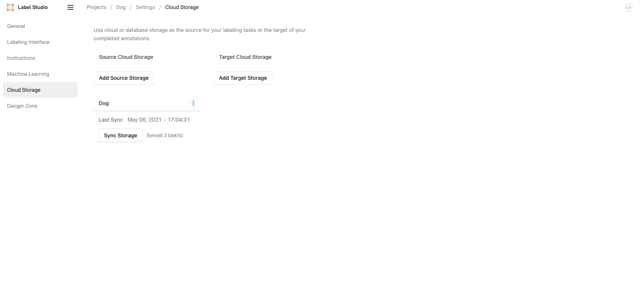 Label Studio
Projects / Dog / Settings / Cloud Storage
General
Labeling Interface
Instructions
Machine Learning
Cloud Storage
Danger Zone
Use cloud or database storage as the source for your labeling tasks or the target of your
completed annotations.
Source Cloud Storage
Target Cloud Storage
Add Source Storage
Add Target Storage
Dog
Last Sync May 06, 2021 - 17:04:31
Sync Storage Synced 2 task(s)